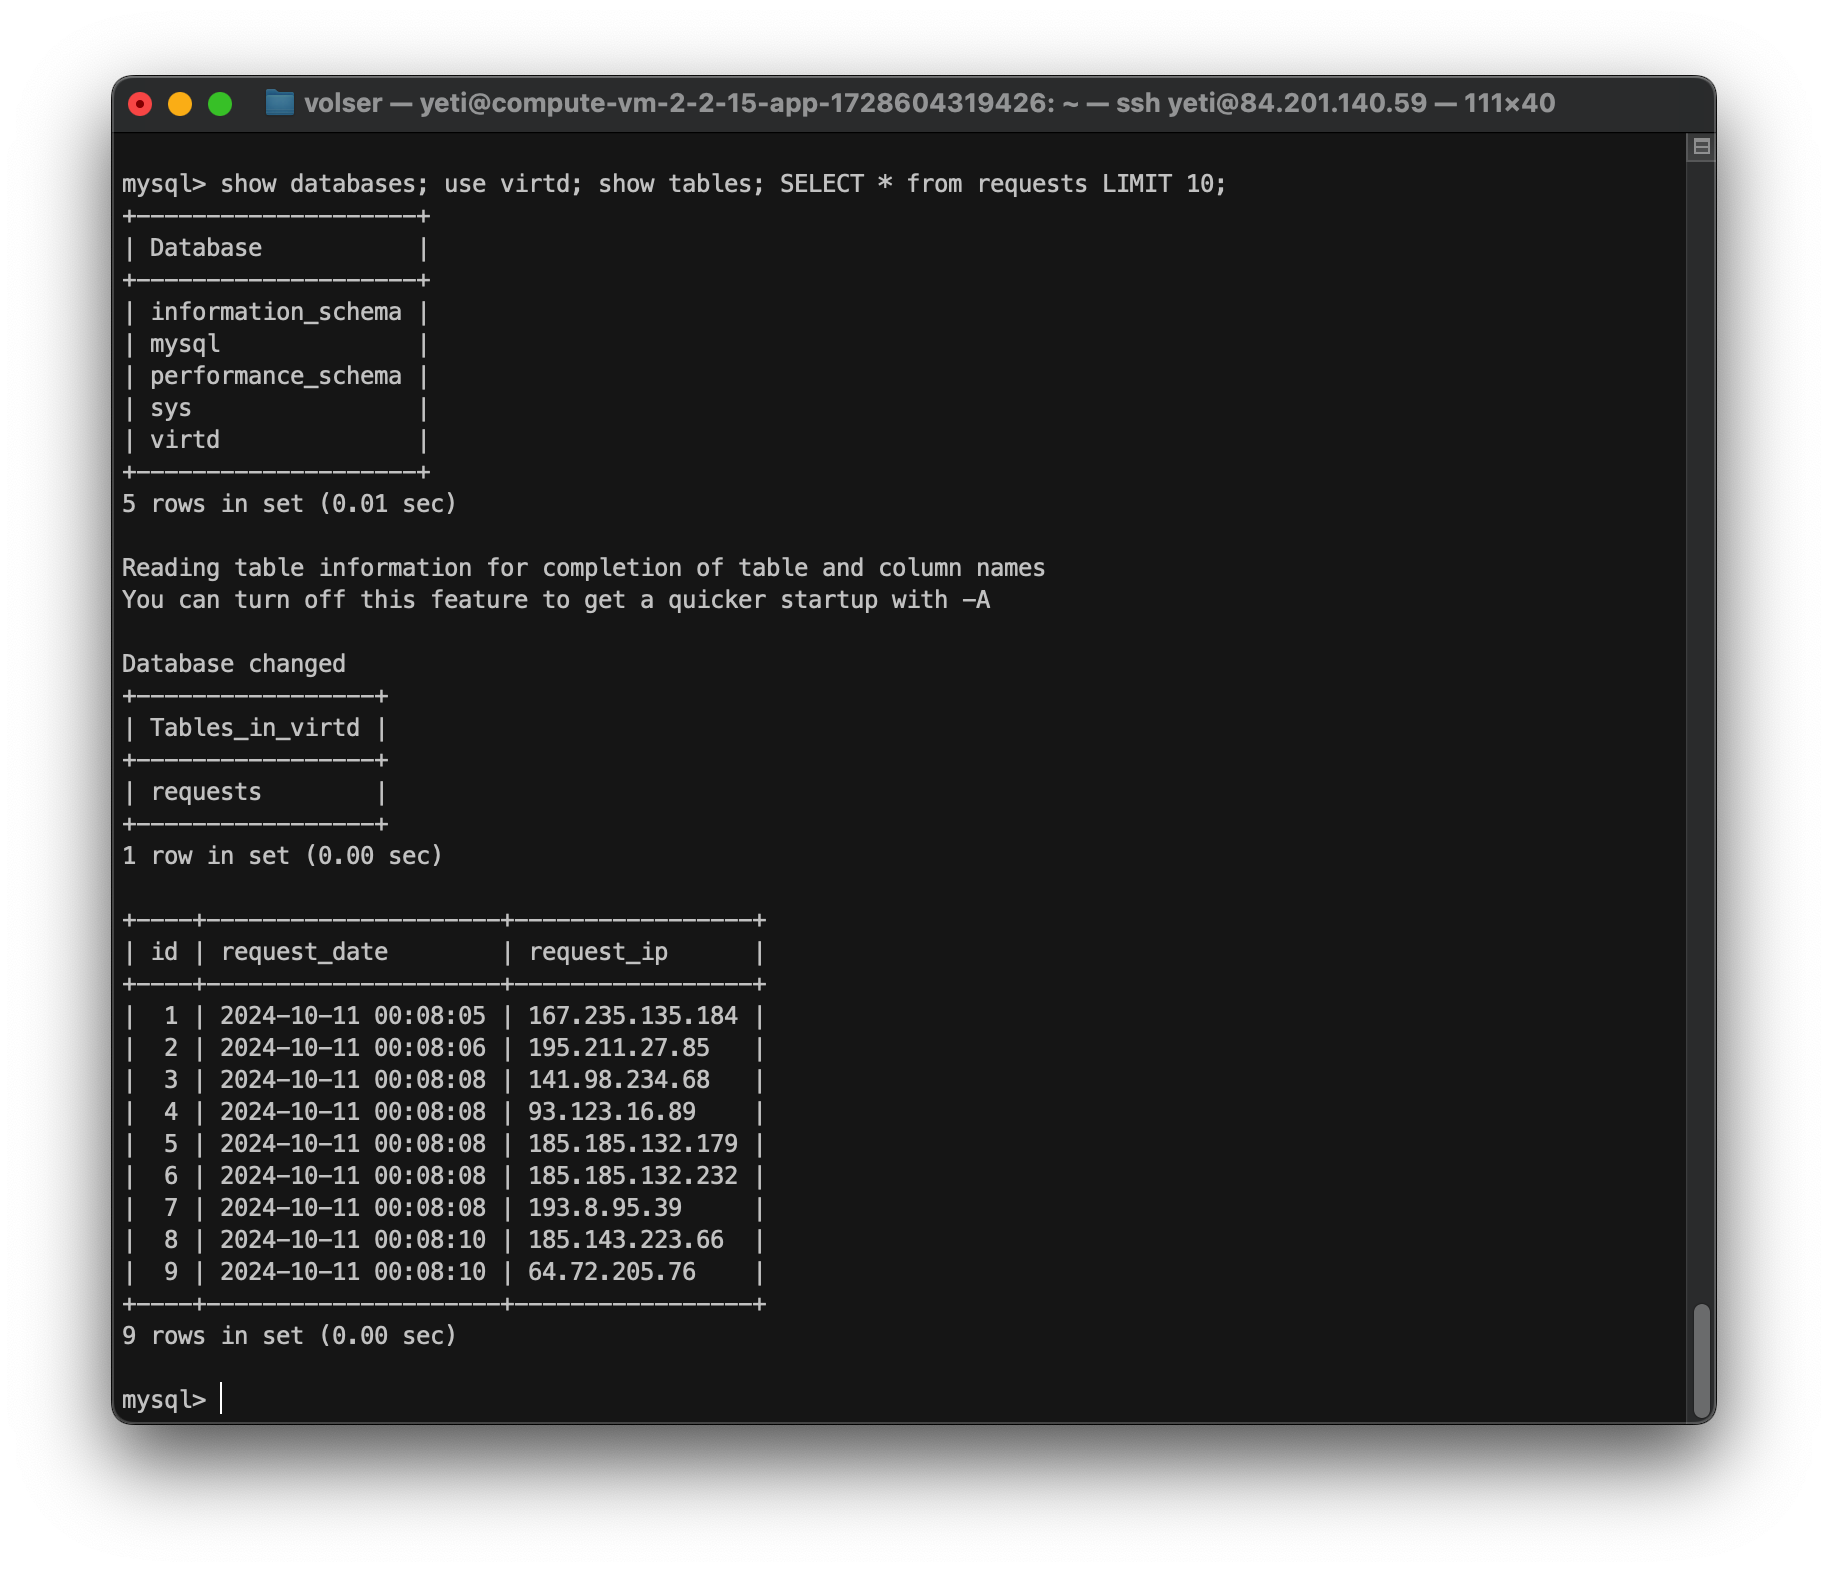 volser — yeti@compute-vm-2-2-15-app-1728604319426: ~ — ssh yeti@84.201.140.59 — 111×40
mysql> show databases; use virtd; show tables; SELECT * from requests LIMIT 10;
+--------------------+
| Database           |
+--------------------+
| information_schema |
| mysql              |
| performance_schema |
| sys                |
| virtd              |
+--------------------+
5 rows in set (0.01 sec)

Reading table information for completion of table and column names
You can turn off this feature to get a quicker startup with -A

Database changed
+-----------------+
| Tables_in_virtd |
+-----------------+
| requests        |
+-----------------+
1 row in set (0.00 sec)

+----+---------------------+-----------------+
| id | request_date        | request_ip      |
+----+---------------------+-----------------+
|  1 | 2024-10-11 00:08:05 | 167.235.135.184 |
|  2 | 2024-10-11 00:08:06 | 195.211.27.85   |
|  3 | 2024-10-11 00:08:08 | 141.98.234.68   |
|  4 | 2024-10-11 00:08:08 | 93.123.16.89    |
|  5 | 2024-10-11 00:08:08 | 185.185.132.179 |
|  6 | 2024-10-11 00:08:08 | 185.185.132.232 |
|  7 | 2024-10-11 00:08:08 | 193.8.95.39     |
|  8 | 2024-10-11 00:08:10 | 185.143.223.66  |
|  9 | 2024-10-11 00:08:10 | 64.72.205.76    |
+----+---------------------+-----------------+
9 rows in set (0.00 sec)

mysql>